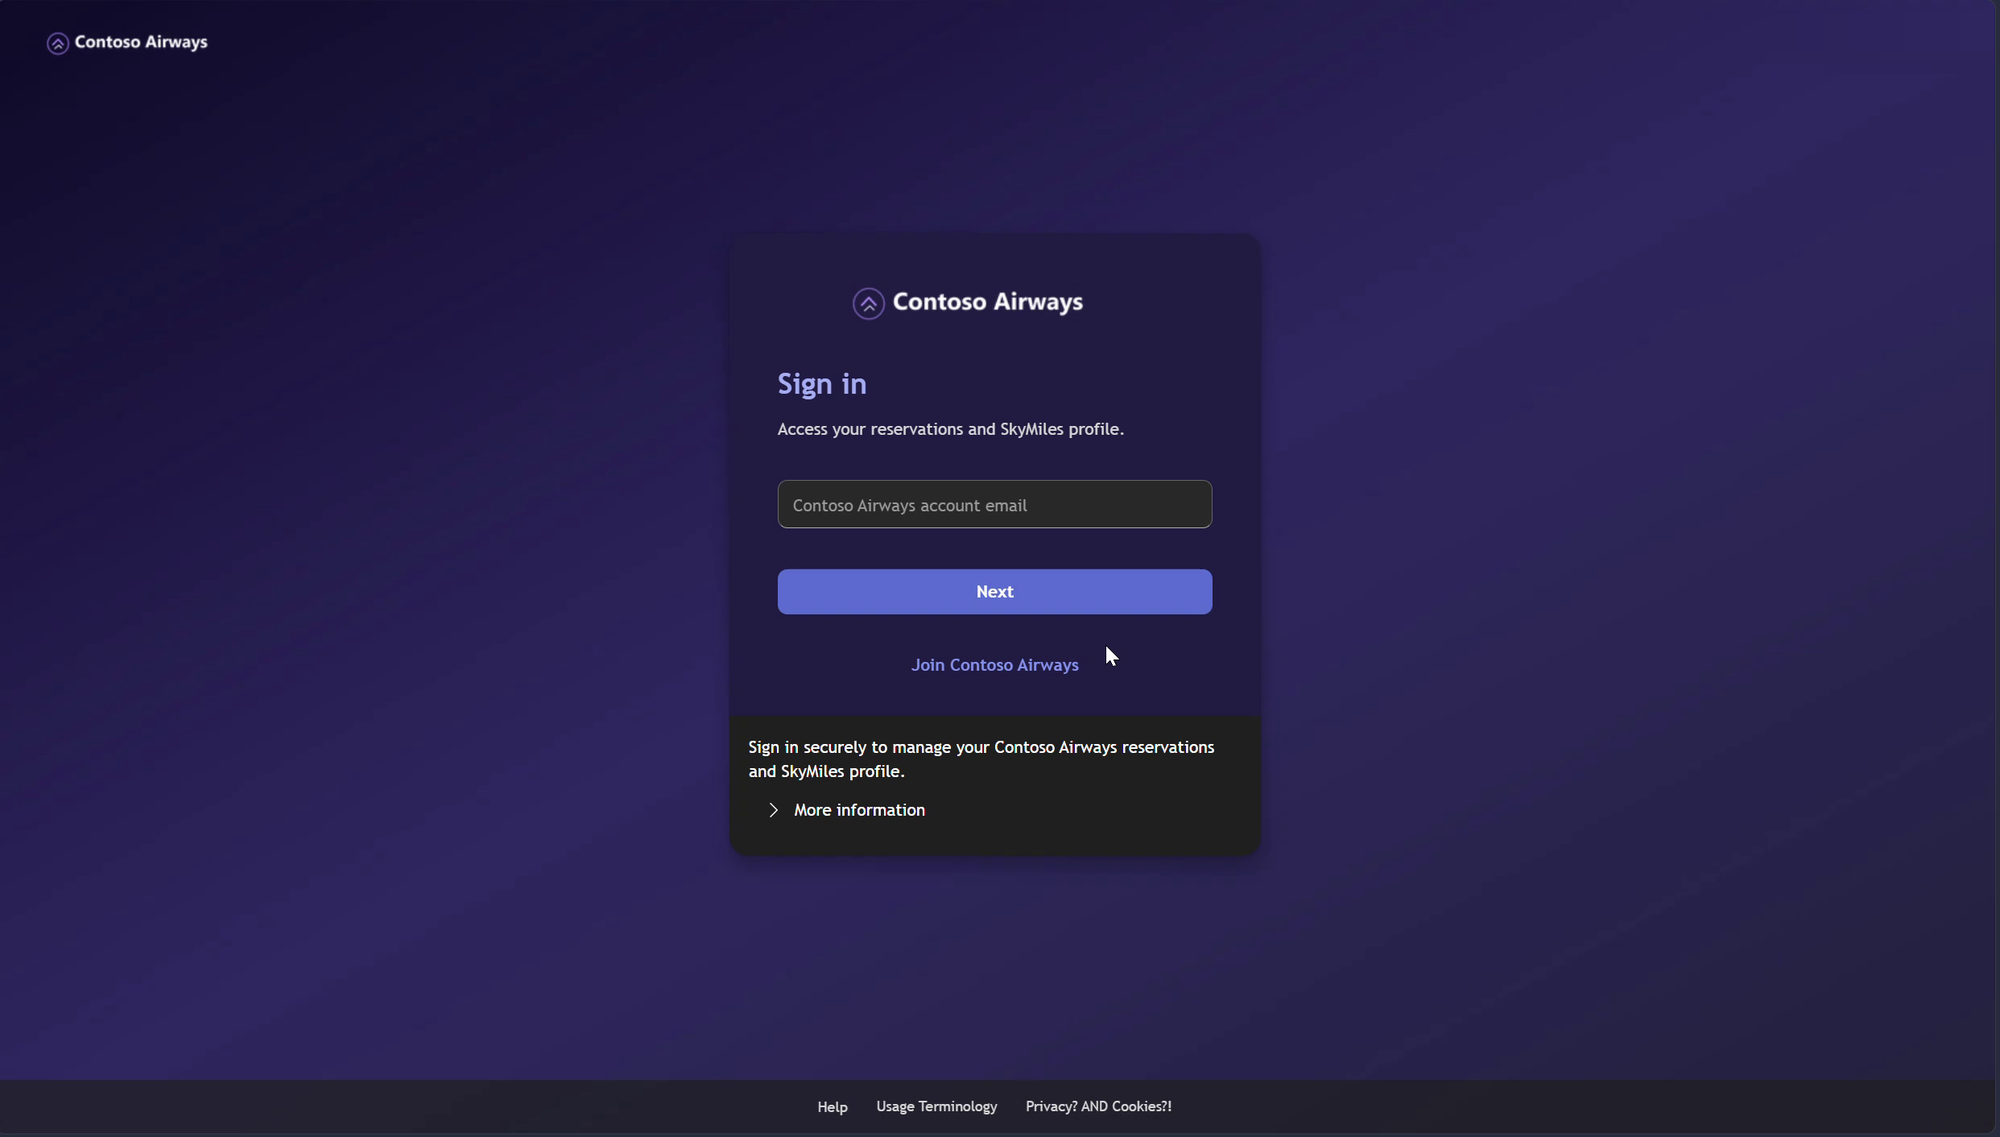 Contoso Airways
Contoso Airways
Sign in
Access your reservations and SkyMiles profile.
Contoso Airways account email
Next
Join Contoso Airways
Sign in securely to manage your Contoso Airways reservations
and SkyMiles profile.
More information
Help Usage Terminology Privacy? AND Cookies?!